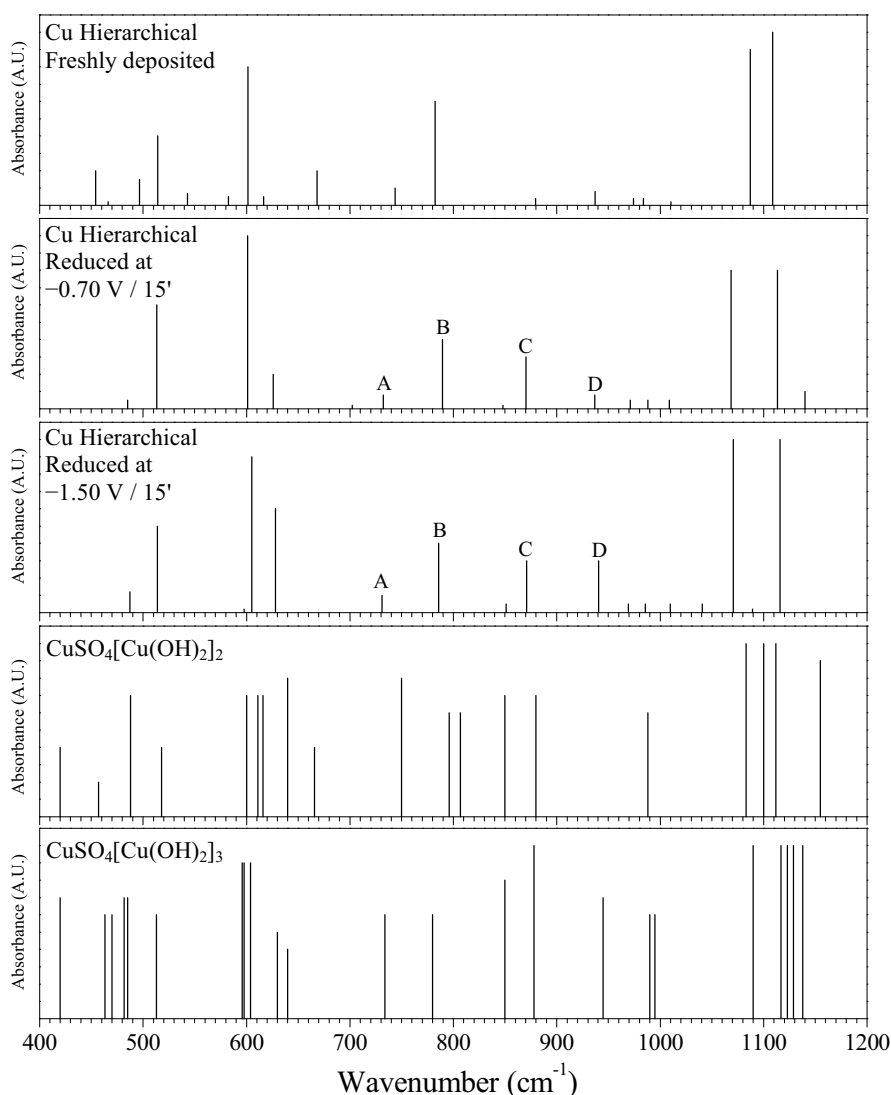 Absorbance (A.U.)
Cu Hierarchical
Freshly deposited
Absorbance (A.U.)
Cu Hierarchical
Reduced at
−0.70 V / 15'
A
B
C
D
Absorbance (A.U.)
Cu Hierarchical
Reduced at
−1.50 V / 15'
A
B
C
D
Absorbance (A.U.)
CuSO₄[Cu(OH)₂]₂
Absorbance (A.U.)
CuSO₄[Cu(OH)₂]₃
400 500 600 700 800 900 1000 1100 1200
Wavenumber (cm⁻¹)